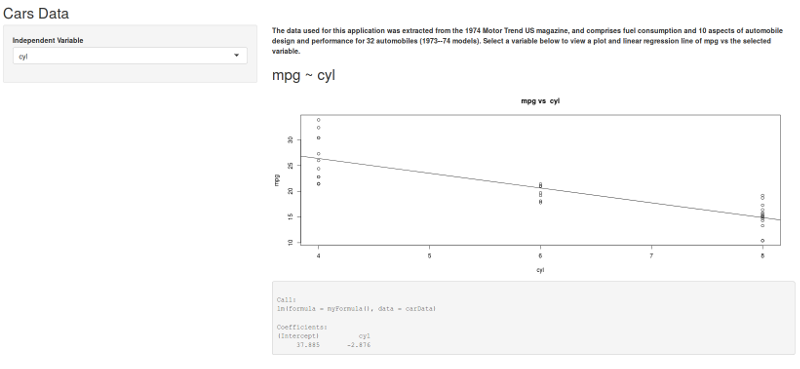 Cars Data
Independent Variable
cyl
The data used for this application was extracted from the 1974 Motor Trend US magazine, and comprises fuel consumption and 10 aspects of automobile
design and performance for 32 automobiles (1973--74 models). Select a variable below to view a plot and linear regression line of mpg vs the selected
variable.
mpg ~ cyl
mpg vs cyl
30
25
20
15
10
mpg
4
5
6
7
8
cyl
Call:
lm(formula = myFormula(), data = carData)
Coefficients:
(Intercept) cyl
37.885 -2.876